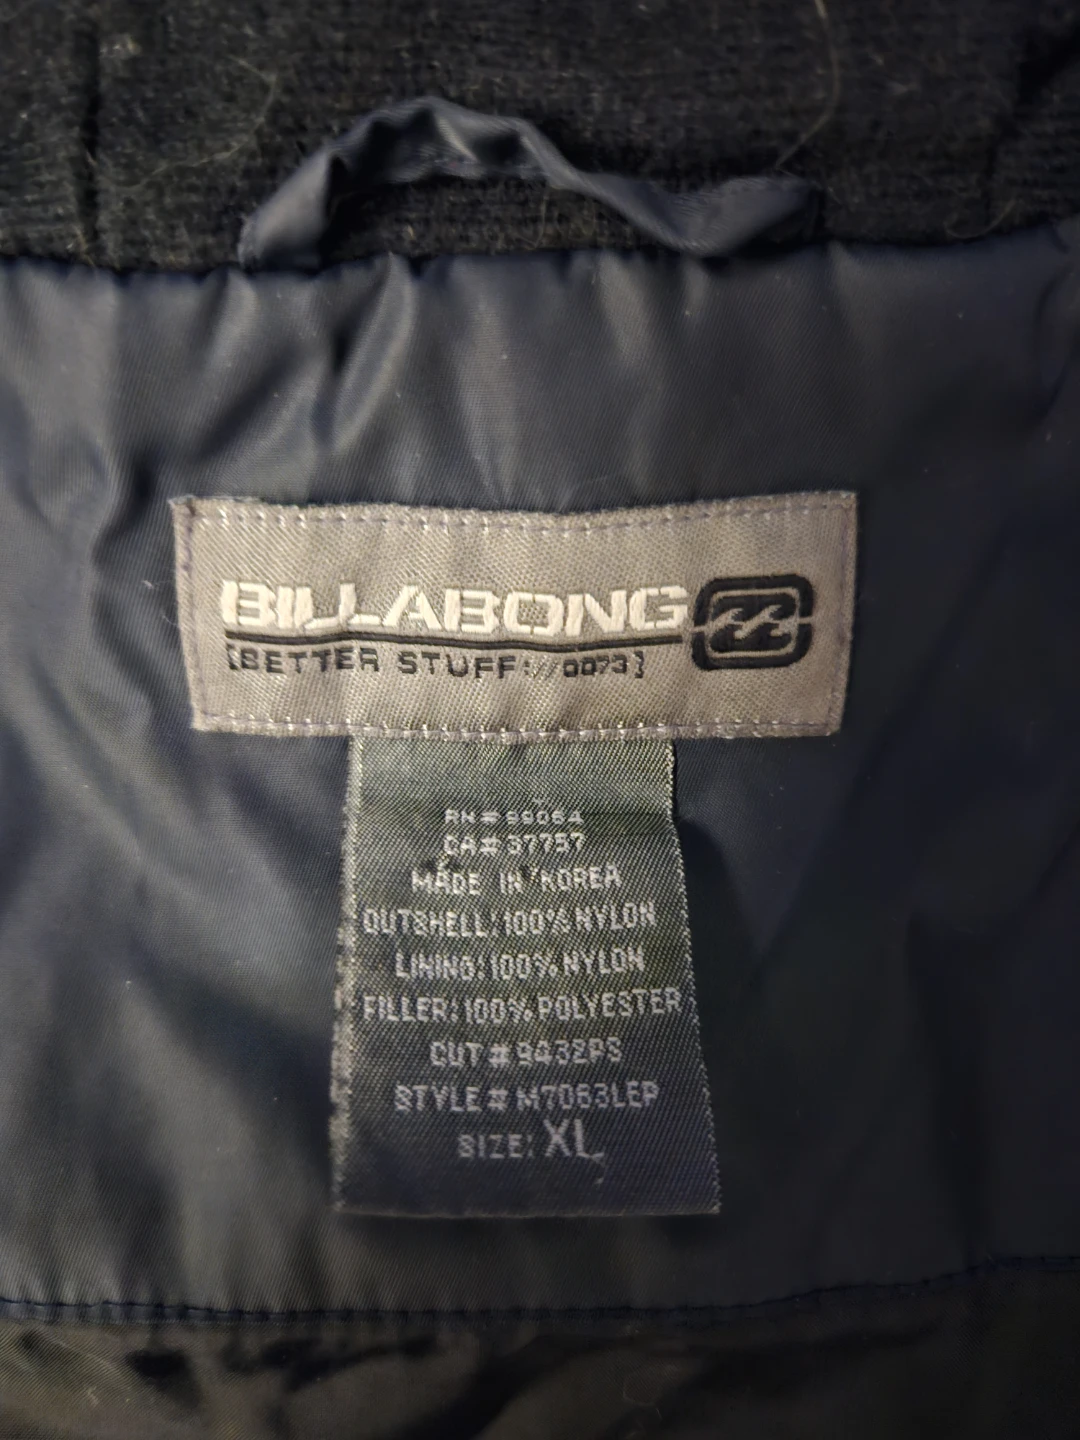 BILLABONG
[BETTER STUFF://0073]
RN#99064
CA#37757
MADE IN KOREA
OUTSHELL:100%NYLON
LINING:100%NYLON
FILLER:100%POLYESTER
CUT#9432PS
STYLE#M7063LEP
SIZE:XL